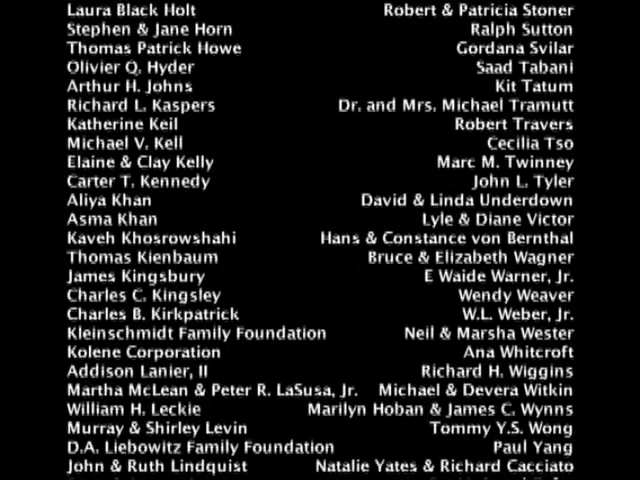 Laura Black Holt Robert & Patricia Stoner
Stephen & Jane Horn Ralph Sutton
Thomas Patrick Howe Gordana Svilar
Olivier Q. Hyder Saad Tabani
Arthur H. Johns Kit Tatum
Richard L. Kaspers Dr. and Mrs. Michael Tramutt
Katherine Keil Robert Travers
Michael V. Kell Cecilia Tso
Elaine & Clay Kelly Marc M. Twinney
Carter T. Kennedy John L. Tyler
Aliya Khan David & Linda Underdown
Asma Khan Lyle & Diane Victor
Kaveh Khosrowshahi Hans & Constance von Bernthal
Thomas Kienbaum Bruce & Elizabeth Wagner
James Kingsbury E Waide Warner, Jr.
Charles C. Kingsley Wendy Weaver
Charles B. Kirkpatrick W.L. Weber, Jr.
Kleinschmidt Family Foundation Neil & Marsha Wester
Kolene Corporation Ana Whitcroft
Addison Lanier, II Richard H. Wiggins
Martha McLean & Peter R. LaSusa, Jr. Michael & Devera Witkin
William H. Leckie Marilyn Hoban & James C. Wynns
Murray & Shirley Levin Tommy Y.S. Wong
D.A. Liebowitz Family Foundation Paul Yang
John & Ruth Lindquist Natalie Yates & Richard Cacciato